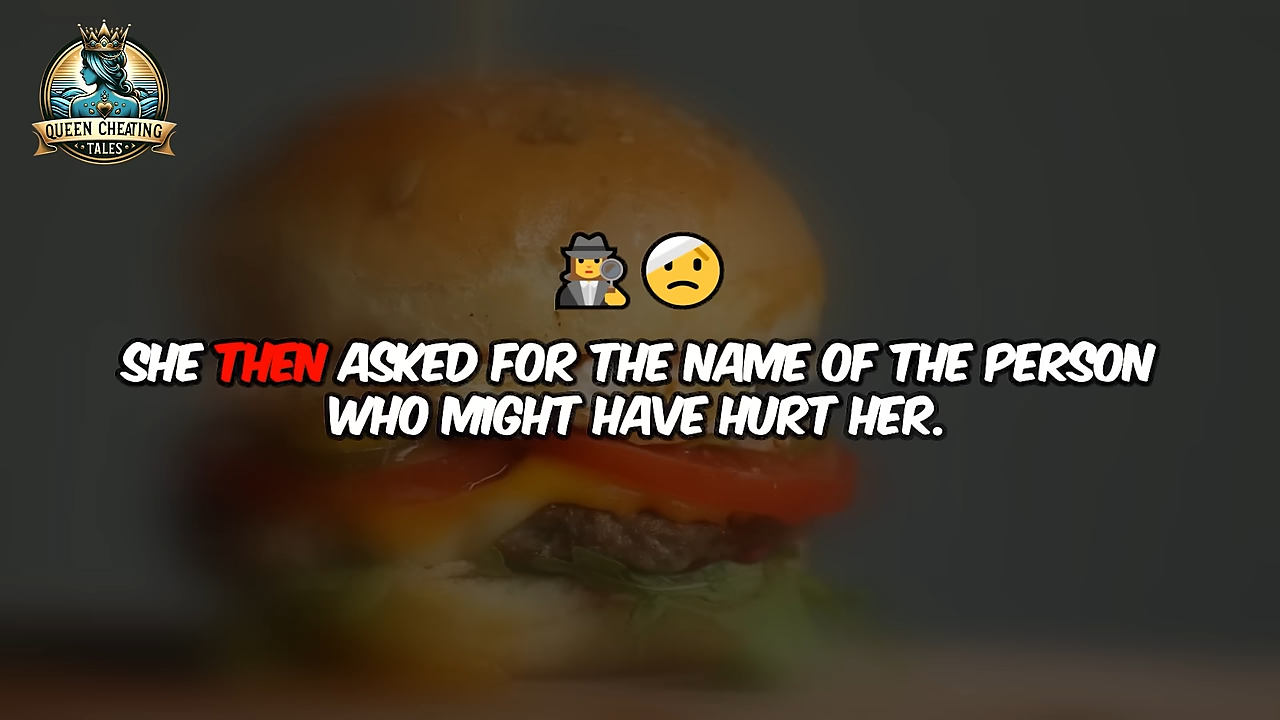 QUEEN CHEATING
TALES
SHE THEN ASKED FOR THE NAME OF THE PERSON
WHO MIGHT HAVE HURT HER.